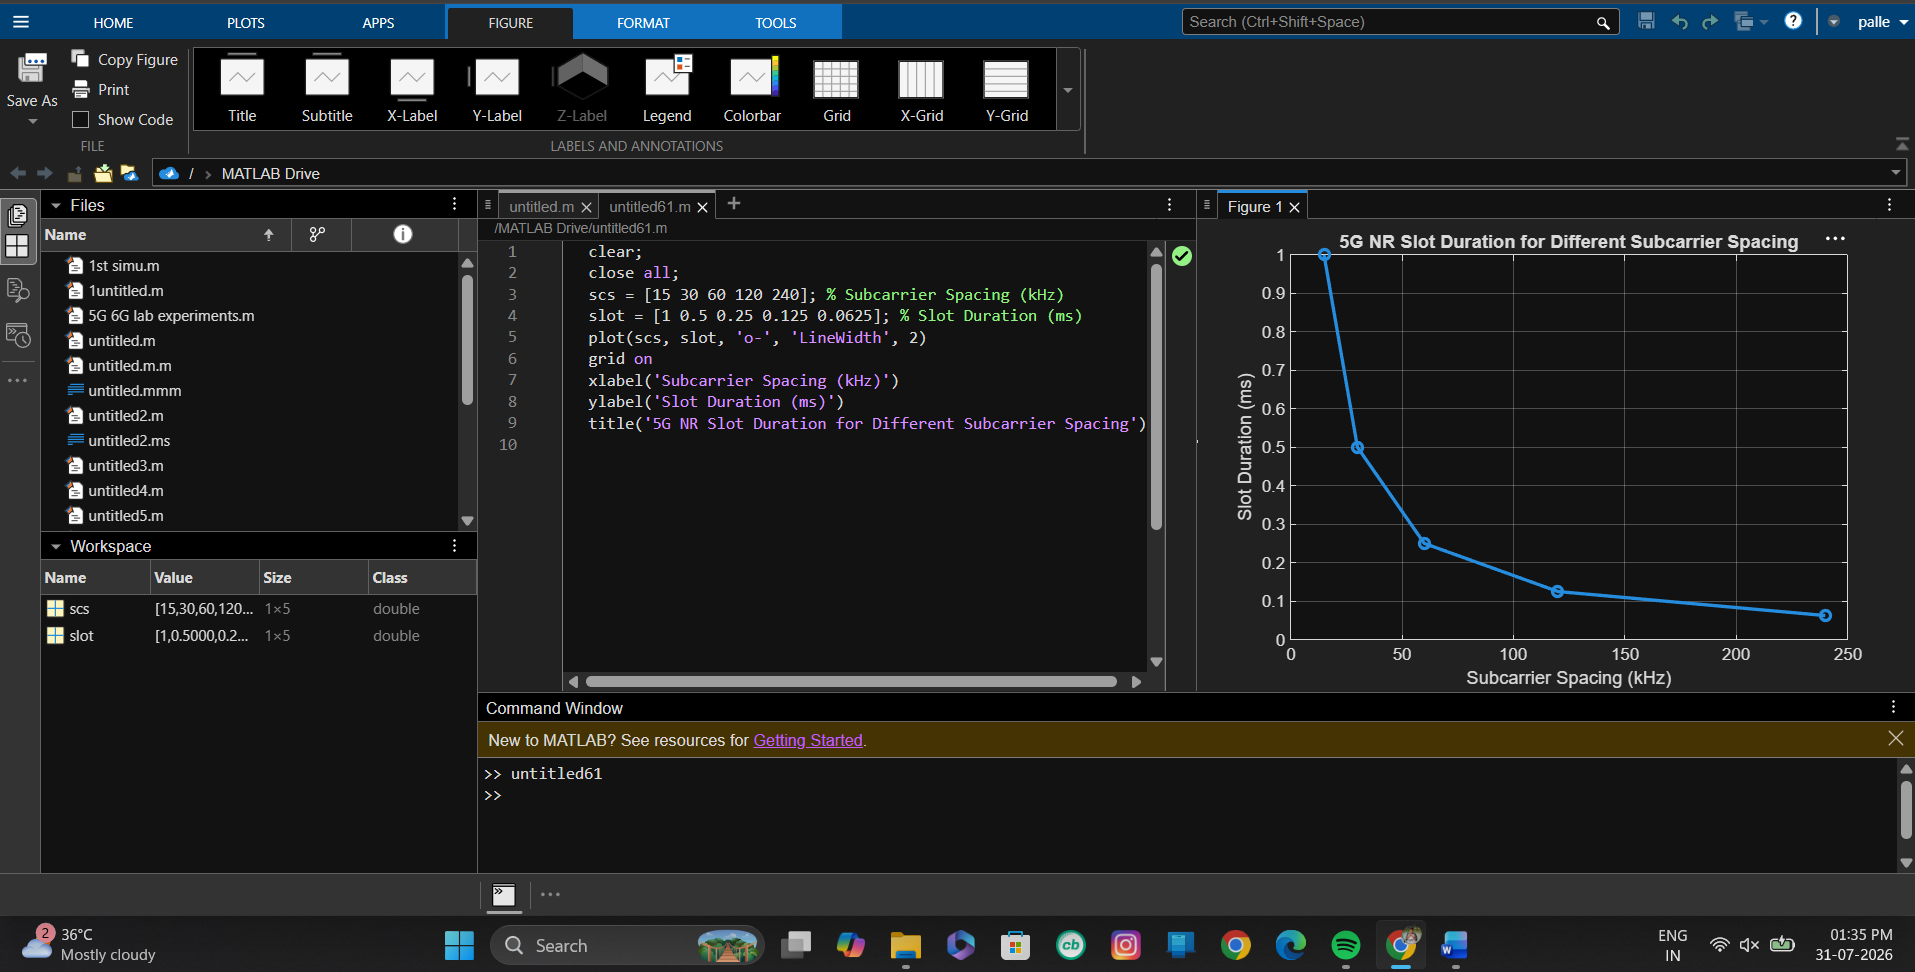 HOME PLOTS APPS FIGURE FORMAT TOOLS Search (Ctrl+Shift+Space) ? palle
Save As
Copy Figure
Print
Show Code
FILE
Title Subtitle X-Label Y-Label Z-Label Legend Colorbar Grid X-Grid Y-Grid
LABELS AND ANNOTATIONS
/ › MATLAB Drive
Files
Name
1st simu.m
1untitled.m
5G 6G lab experiments.m
untitled.m
untitled.m.m
untitled.mmm
untitled2.m
untitled2.ms
untitled3.m
untitled4.m
untitled5.m
Workspace
Name Value Size Class
scs [15,30,60,120... 1×5 double
slot [1,0.5000,0.2... 1×5 double
untitled.m untitled61.m
/MATLAB Drive/untitled61.m
1 clear;
2 close all;
3 scs = [15 30 60 120 240]; % Subcarrier Spacing (kHz)
4 slot = [1 0.5 0.25 0.125 0.0625]; % Slot Duration (ms)
5 plot(scs, slot, 'o-', 'LineWidth', 2)
6 grid on
7 xlabel('Subcarrier Spacing (kHz)')
8 ylabel('Slot Duration (ms)')
9 title('5G NR Slot Duration for Different Subcarrier Spacing')
10
Figure 1
5G NR Slot Duration for Different Subcarrier Spacing
Slot Duration (ms)
1
0.9
0.8
0.7
0.6
0.5
0.4
0.3
0.2
0.1
0
0 50 100 150 200 250
Subcarrier Spacing (kHz)
Command Window
New to MATLAB? See resources for Getting Started.
>> untitled61
>>
2
36°C
Mostly cloudy
Search
cb
W
ENG
IN
01:35 PM
31-07-2026